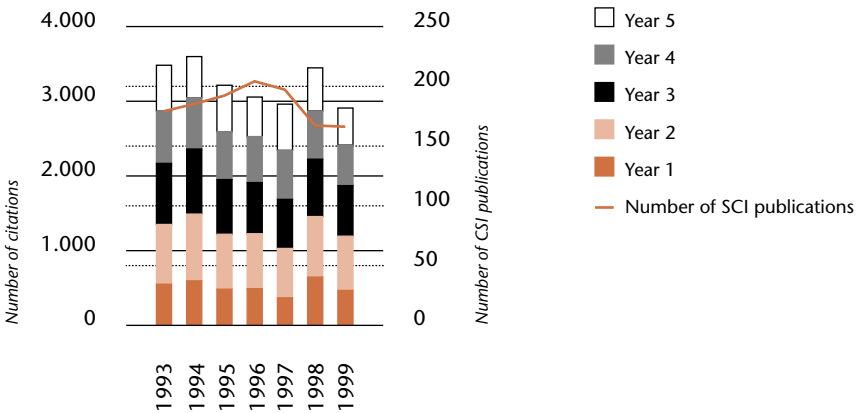 4.000
3.000
2.000
1.000
0
Number of citations
250
200
150
100
50
0
Number of CSI publications
1993
1994
1995
1996
1997
1998
1999
Year 5
Year 4
Year 3
Year 2
Year 1
Number of SCI publications